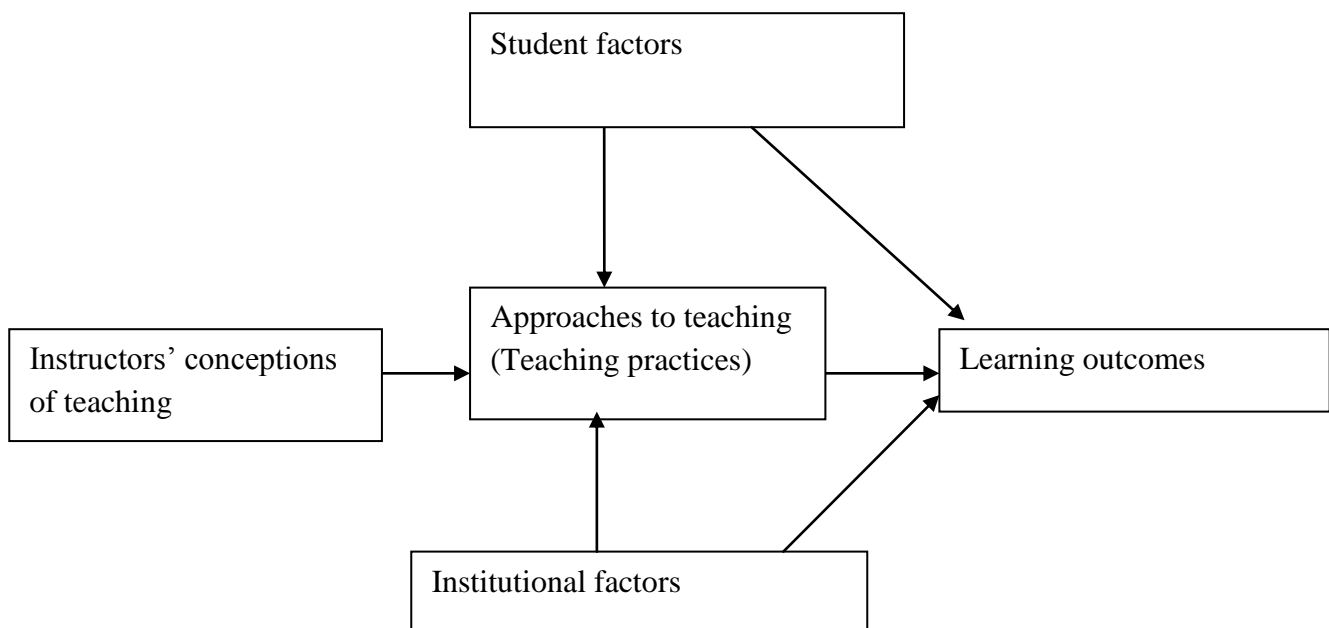 Student factors
Approaches to teaching
(Teaching practices)
Instructors’ conceptions
of teaching
Learning outcomes
Institutional factors